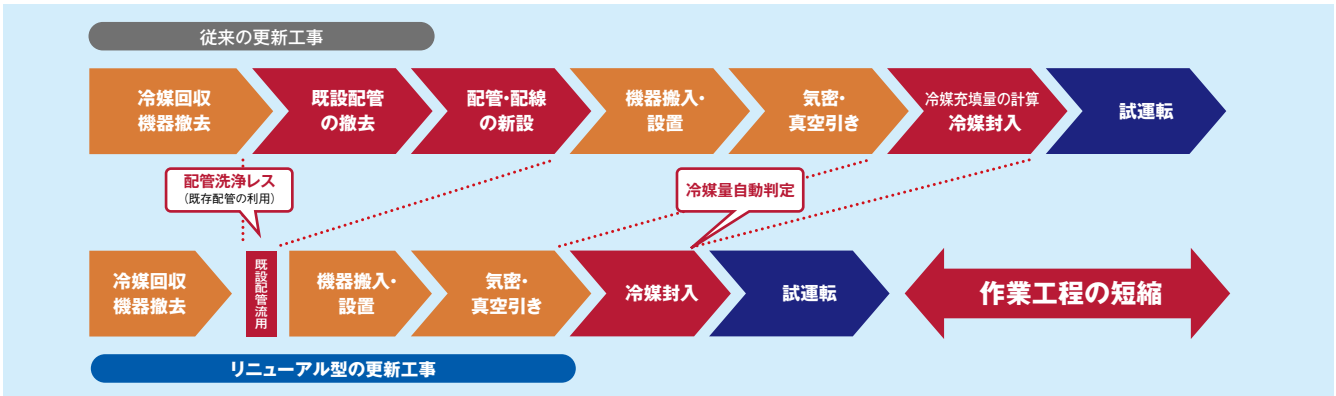 従来の更新工事
冷媒回収
機器撤去
既設配管
の撤去
配管・配線
の新設
機器搬入・
設置
気密・
真空引き
冷媒充填量の計算
冷媒封入
試運転
配管洗浄レス
(既存配管の利用)
冷媒量自動判定
冷媒回収
機器撤去
既設配管流用
機器搬入・
設置
気密・
真空引き
冷媒封入
試運転
作業工程の短縮
リニューアル型の更新工事